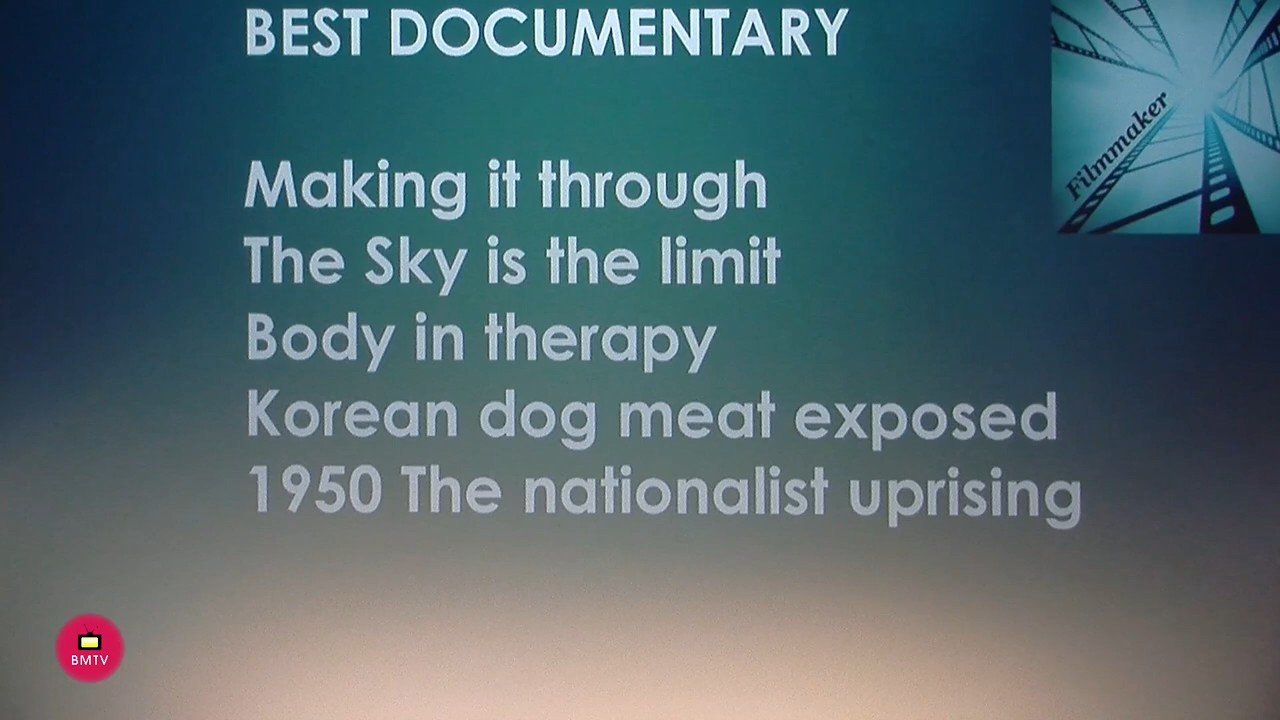 BEST DOCUMENTARY
Filmmaker
Making it through
The Sky is the limit
Body in therapy
Korean dog meat exposed
1950 The nationalist uprising
BMTV